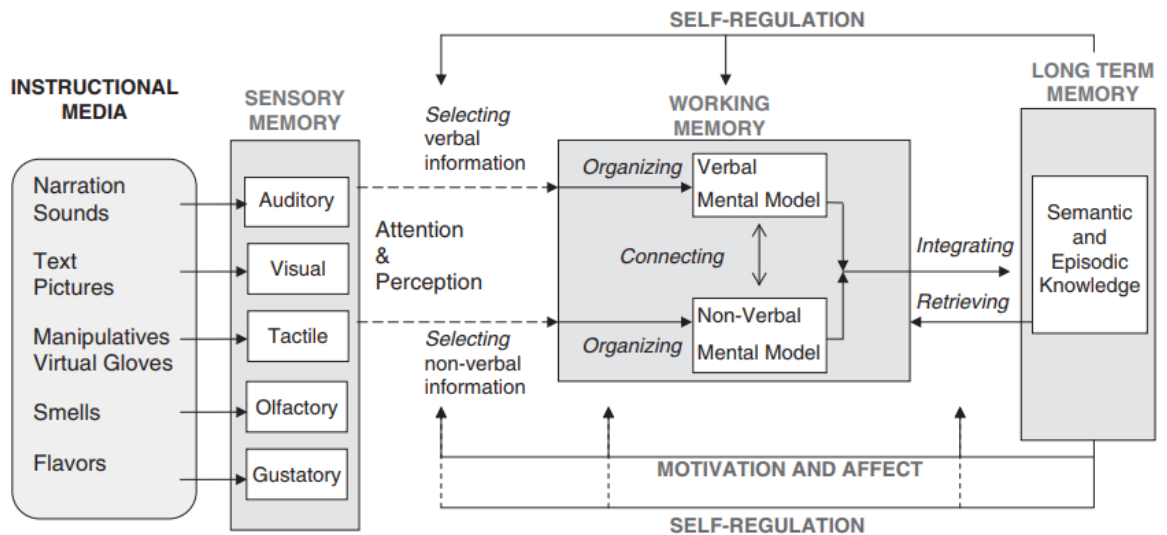 SELF-REGULATION
INSTRUCTIONAL
MEDIA
SENSORY
MEMORY
Selecting
verbal
information
WORKING
MEMORY
LONG TERM
MEMORY
Narration
Sounds
Text
Pictures
Manipulatives
Virtual Gloves
Smells
Flavors
Auditory
Visual
Tactile
Olfactory
Gustatory
Attention
&
Perception
Selecting
non-verbal
information
Organizing
Verbal
Mental Model
Connecting
Organizing
Non-Verbal
Mental Model
Integrating
Retrieving
Semantic
and
Episodic
Knowledge
MOTIVATION AND AFFECT
SELF-REGULATION